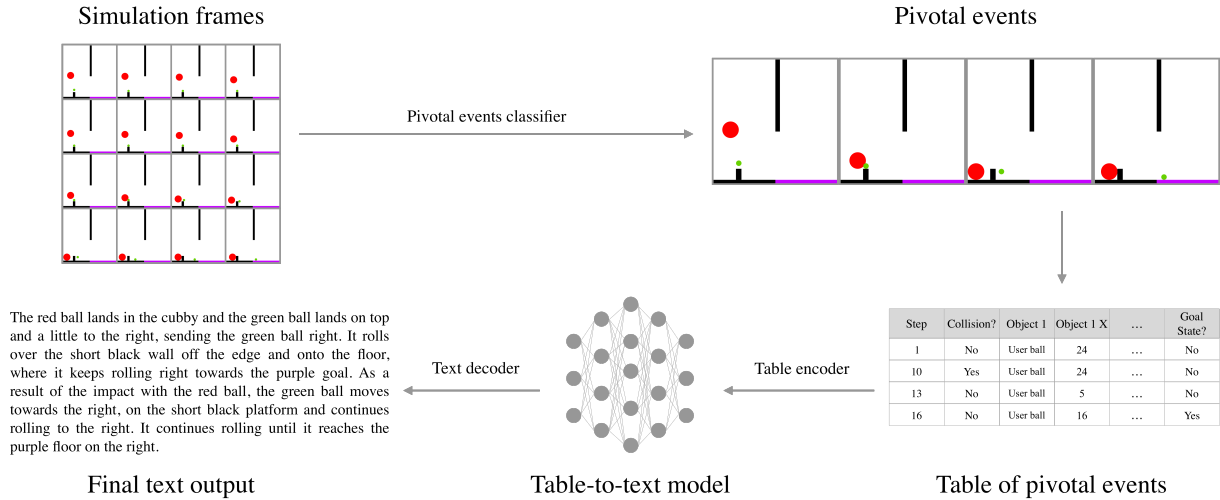 Simulation frames
Pivotal events
Pivotal events classifier
The red ball lands in the cubby and the green ball lands on top
and a little to the right, sending the green ball right. It rolls
over the short black wall off the edge and onto the floor,
where it keeps rolling right towards the purple goal. As a
result of the impact with the red ball, the green ball moves
towards the right, on the short black platform and continues
rolling to the right. It continues rolling until it reaches the
purple floor on the right.
Text decoder
Table encoder
Step Collision? Object 1 Object 1 X ... Goal State?
1 No User ball 24 ... No
10 Yes User ball 24 ... No
13 No User ball 5 ... No
16 No User ball 16 ... Yes
Final text output
Table-to-text model
Table of pivotal events